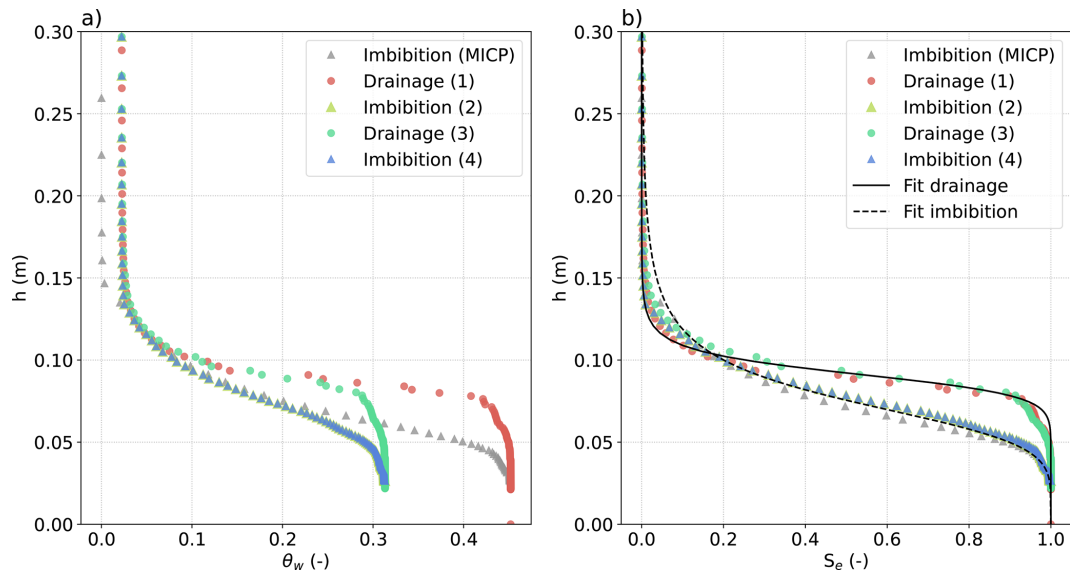 a)
h (m)
0.30
0.25
0.20
0.15
0.10
0.05
0.00
Imbibition (MICP)
Drainage (1)
Imbibition (2)
Drainage (3)
Imbibition (4)
0.0 0.1 0.2 0.3 0.4
θ_w (-)
b)
h (m)
0.30
0.25
0.20
0.15
0.10
0.05
0.00
Imbibition (MICP)
Drainage (1)
Imbibition (2)
Drainage (3)
Imbibition (4)
Fit drainage
Fit imbibition
0.0 0.2 0.4 0.6 0.8 1.0
S_e (-)